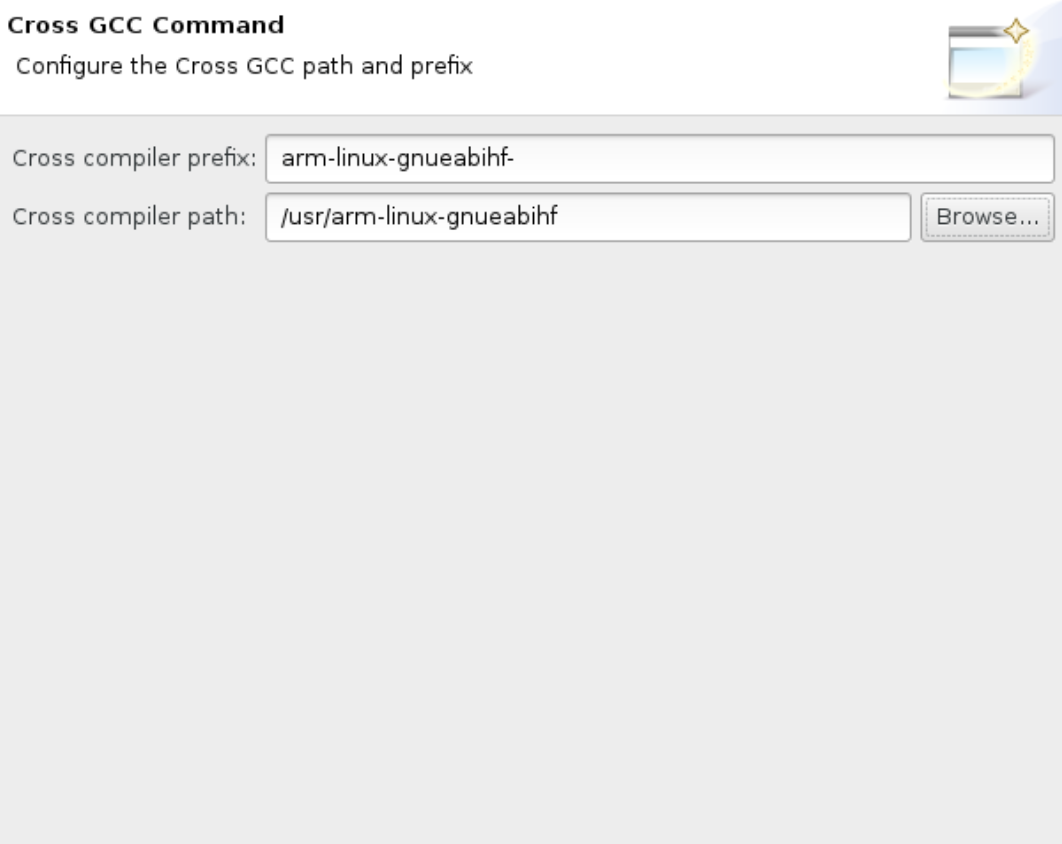 Cross GCC Command
Configure the Cross GCC path and prefix
Cross compiler prefix: arm-linux-gnueabihf-
Cross compiler path: /usr/arm-linux-gnueabihf Browse...